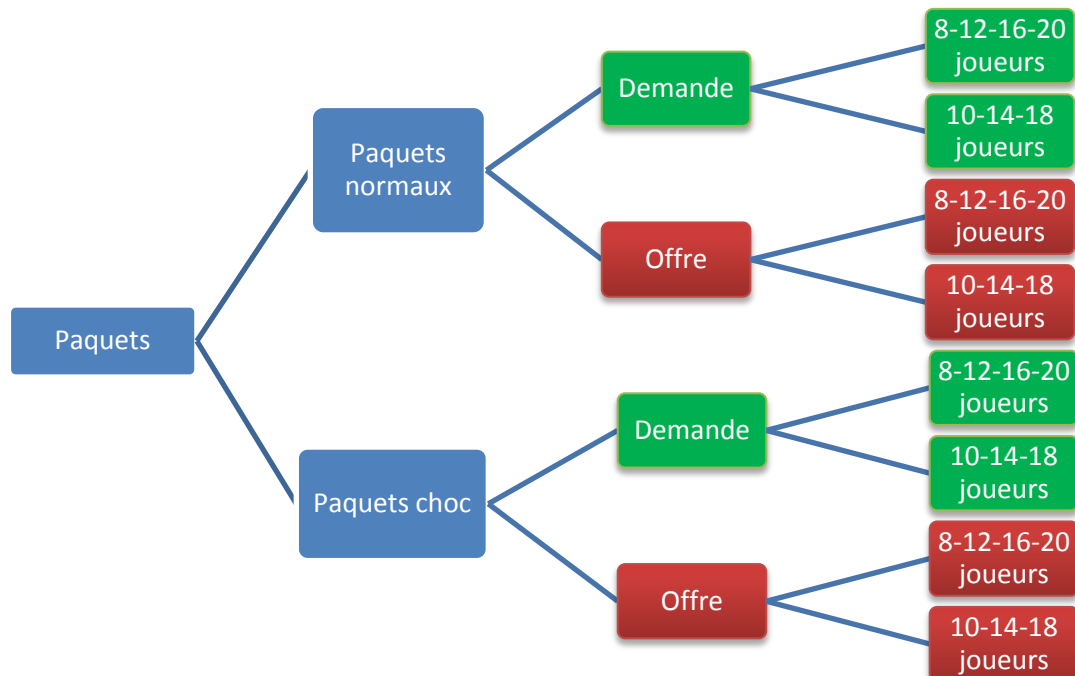 8-12-16-20
joueurs
Demande
10-14-18
joueurs
Paquets
normaux
8-12-16-20
joueurs
Offre
10-14-18
joueurs
Paquets
8-12-16-20
joueurs
Demande
10-14-18
joueurs
Paquets choc
8-12-16-20
joueurs
Offre
10-14-18
joueurs